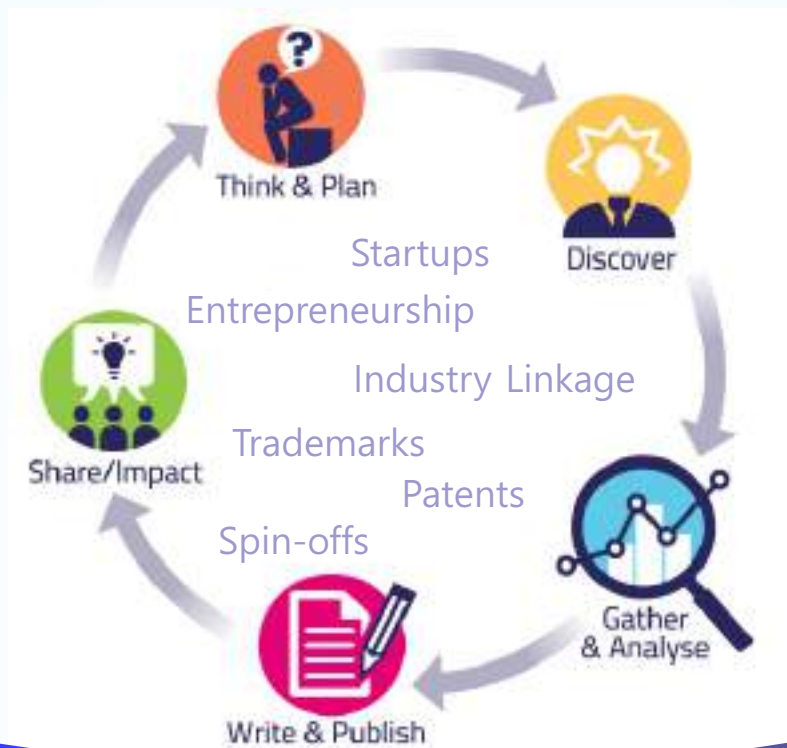 ?
Think & Plan
Discover
Startups
Entrepreneurship
Industry Linkage
Trademarks
Share/Impact
Patents
Spin-offs
Gather
& Analyse
Write & Publish